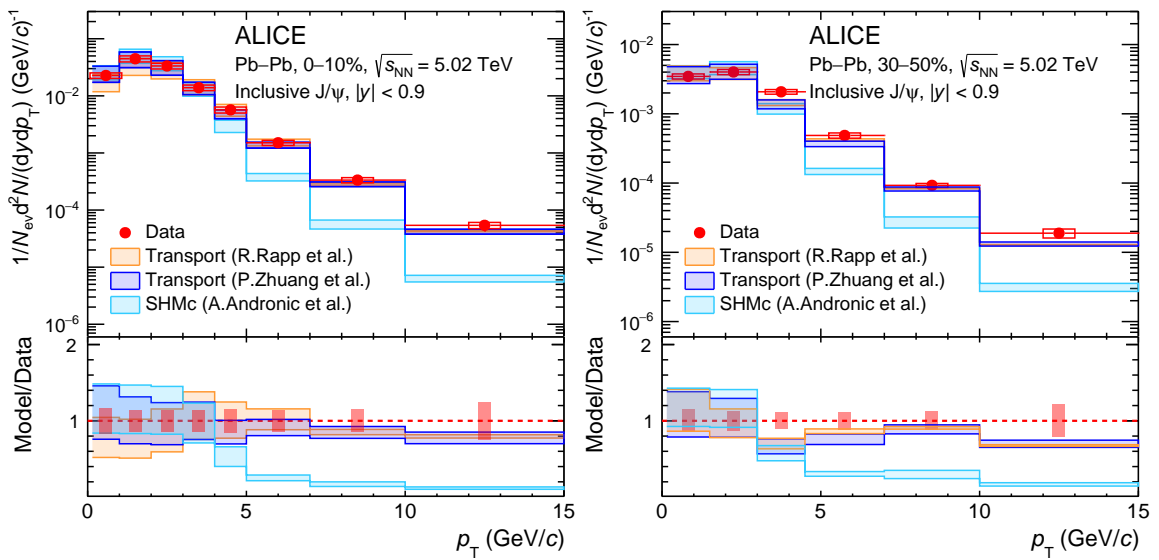 ALICE
Pb–Pb, 0–10%, √sNN = 5.02 TeV
Inclusive J/ψ, |y| < 0.9
1/Nev d²N/(dydpT) (GeV/c)⁻¹
10⁻²
10⁻⁴
10⁻⁶
Data
Transport (R.Rapp et al.)
Transport (P.Zhuang et al.)
SHMc (A.Andronic et al.)
Model/Data
2
1
0 5 10 15
pT (GeV/c)
ALICE
Pb–Pb, 30–50%, √sNN = 5.02 TeV
Inclusive J/ψ, |y| < 0.9
1/Nev d²N/(dydpT) (GeV/c)⁻¹
10⁻²
10⁻³
10⁻⁴
10⁻⁵
10⁻⁶
Data
Transport (R.Rapp et al.)
Transport (P.Zhuang et al.)
SHMc (A.Andronic et al.)
Model/Data
2
1
0 5 10 15
pT (GeV/c)